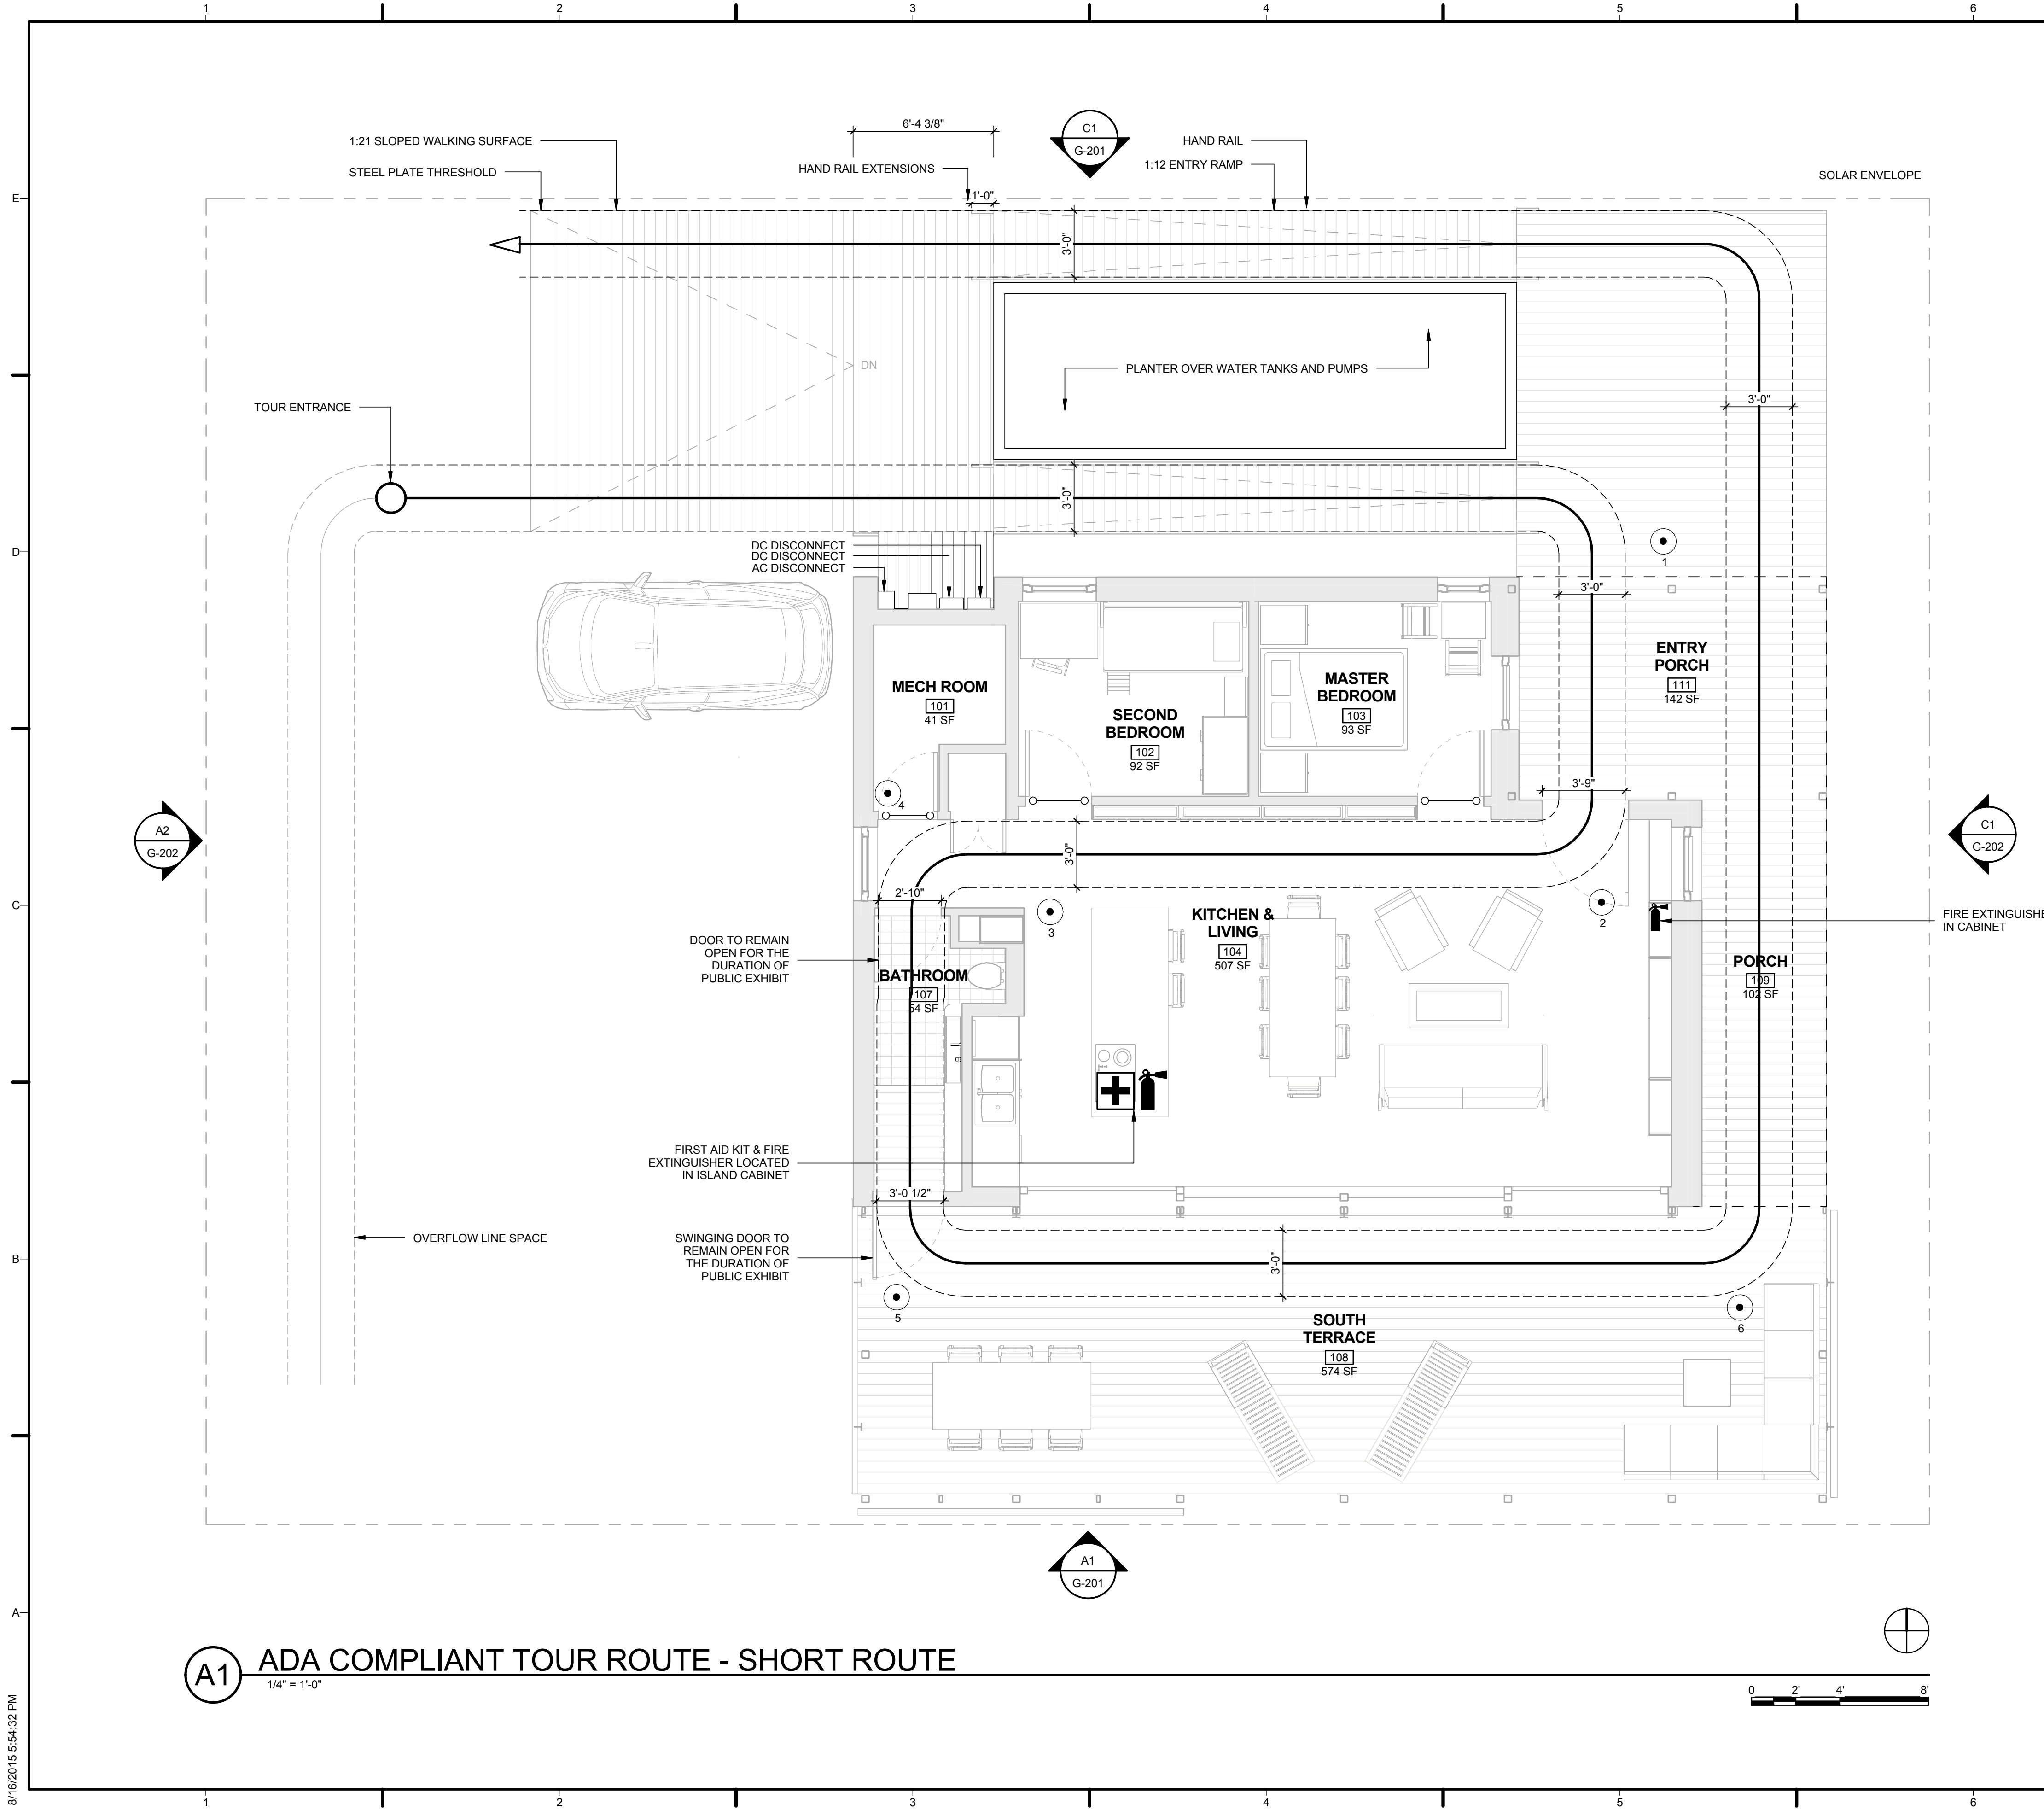 1 2 3 4 5 6
6'-4 3/8"
C1
G-201
1:21 SLOPED WALKING SURFACE
HAND RAIL
STEEL PLATE THRESHOLD
HAND RAIL EXTENSIONS
1:12 ENTRY RAMP
SOLAR ENVELOPE
E
1'-0"
3'-0"
DN
PLANTER OVER WATER TANKS AND PUMPS
TOUR ENTRANCE
3'-0"
3'-0"
D
DC DISCONNECT
DC DISCONNECT
AC DISCONNECT
1
3'-0"
ENTRY
PORCH
111
142 SF
MECH ROOM
101
41 SF
SECOND
BEDROOM
102
92 SF
MASTER
BEDROOM
103
93 SF
3'-9"
4
A2
G-202
C1
G-202
3'-0"
2'-10"
C
3
2
KITCHEN &
LIVING
104
507 SF
FIRE EXTINGUISHE
IN CABINET
DOOR TO REMAIN
OPEN FOR THE
DURATION OF
PUBLIC EXHIBIT
BATHROOM
107
54 SF
PORCH
109
102 SF
FIRST AID KIT & FIRE
EXTINGUISHER LOCATED
IN ISLAND CABINET
3'-0 1/2"
OVERFLOW LINE SPACE
SWINGING DOOR TO
REMAIN OPEN FOR
THE DURATION OF
PUBLIC EXHIBIT
B
3'-0"
5
6
SOUTH
TERRACE
108
574 SF
A1
G-201
A
A1
ADA COMPLIANT TOUR ROUTE - SHORT ROUTE
1/4" = 1'-0"
0 2' 4' 8'
8/16/2015 5:54:32 PM
1 2 3 4 5 6